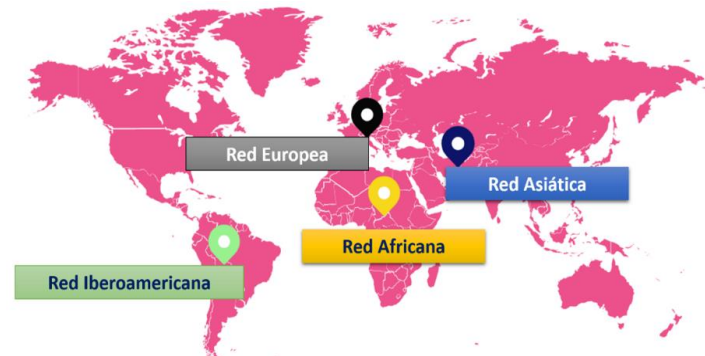 Red Europea
Red Asiática
Red Africana
Red Iberoamericana